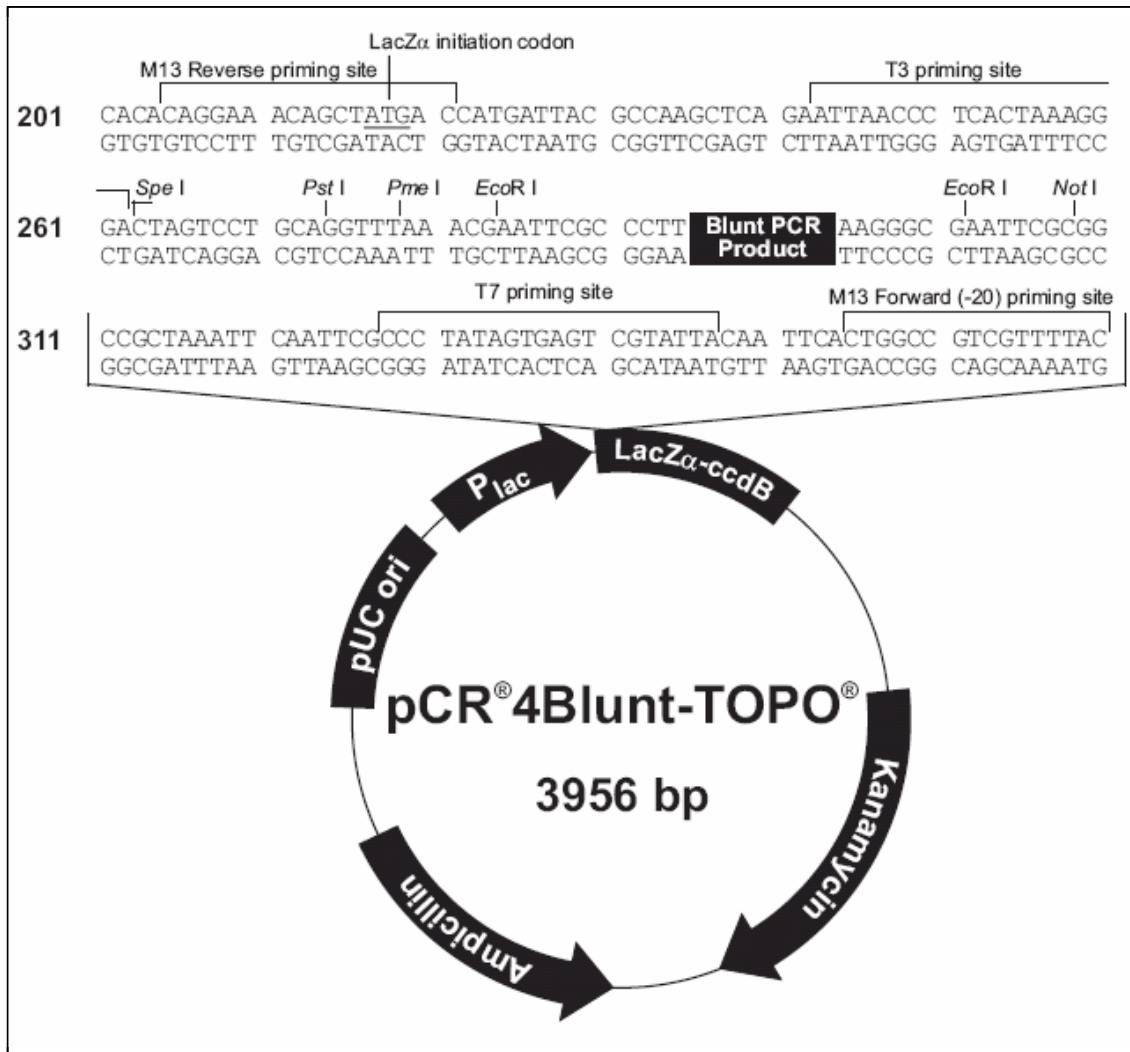 LacZα initiation codon
M13 Reverse priming site
T3 priming site
201 CACACAGGAA ACAGCTATGA CCATGATTAC GCCAAGCTCA GAATTAACCC TCACTAAAGG
GTGTGTCCTT TGTCGATACT GGTACTAATG CGGTTCGAGT CTTAATTGGG AGTGATTTCC
Spe I Pst I Pme I EcoR I EcoR I Not I
261 GACTAGTCCT GCAGGTTTAA ACGAATTCGC CCTT Blunt PCR Product AAGGGC GAATTCGCGG
CTGATCAGGA CGTCCAAATT TGCTTAAGCG GGAA TTCCCG CTTAAGCGCC
T7 priming site
M13 Forward (-20) priming site
311 CCGCTAAATT CAATTCGCCC TATAGTGAGT CGTATTACAA TTCACTGGCC GTCGTTTTAC
GGCGATTTAA GTTAAGCGGG ATATCACTCA GCATAATGTT AAGTGACCGG CAGCAAAATG
Plac
LacZα-ccdB
pUC ori
pCR®4Blunt-TOPO®
3956 bp
Kanamycin
Ampicillin